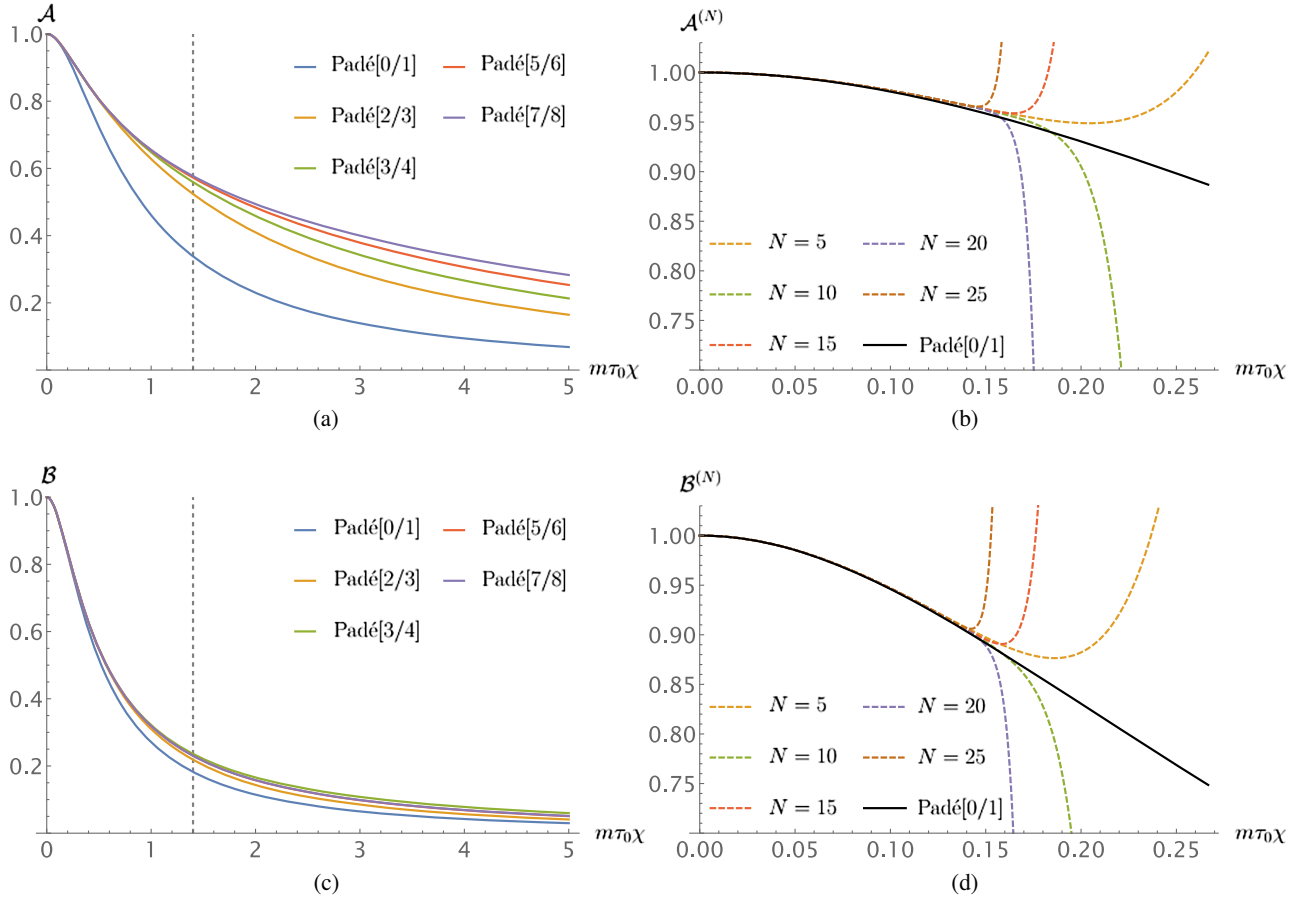 𝒜
1.0
0.8
0.6
0.4
0.2
0
1
2
3
4
5
mτ₀χ
Padé[0/1]
Padé[5/6]
Padé[2/3]
Padé[7/8]
Padé[3/4]
(a)
𝒜⁽ᴺ⁾
1.00
0.95
0.90
0.85
0.80
0.75
0.00
0.05
0.10
0.15
0.20
0.25
mτ₀χ
N = 5
N = 20
N = 10
N = 25
N = 15
Padé[0/1]
(b)
ℬ
1.0
0.8
0.6
0.4
0.2
0
1
2
3
4
5
mτ₀χ
Padé[0/1]
Padé[5/6]
Padé[2/3]
Padé[7/8]
Padé[3/4]
(c)
ℬ⁽ᴺ⁾
1.00
0.95
0.90
0.85
0.80
0.75
0.00
0.05
0.10
0.15
0.20
0.25
mτ₀χ
N = 5
N = 20
N = 10
N = 25
N = 15
Padé[0/1]
(d)